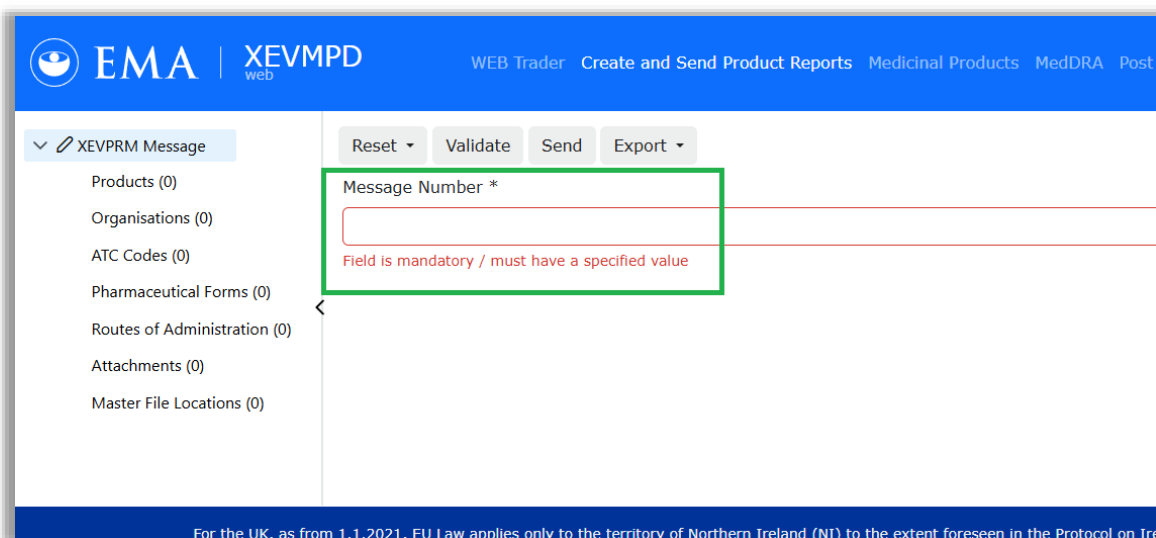 EMA | XEVMPD
web
WEB Trader Create and Send Product Reports Medicinal Products MedDRA Post
XEVPRM Message
Products (0)
Organisations (0)
ATC Codes (0)
Pharmaceutical Forms (0)
Routes of Administration (0)
Attachments (0)
Master File Locations (0)
Reset Validate Send Export
Message Number *
Field is mandatory / must have a specified value
For the UK, as from 1.1.2021, EU Law applies only to the territory of Northern Ireland (NI) to the extent foreseen in the Protocol on Ire